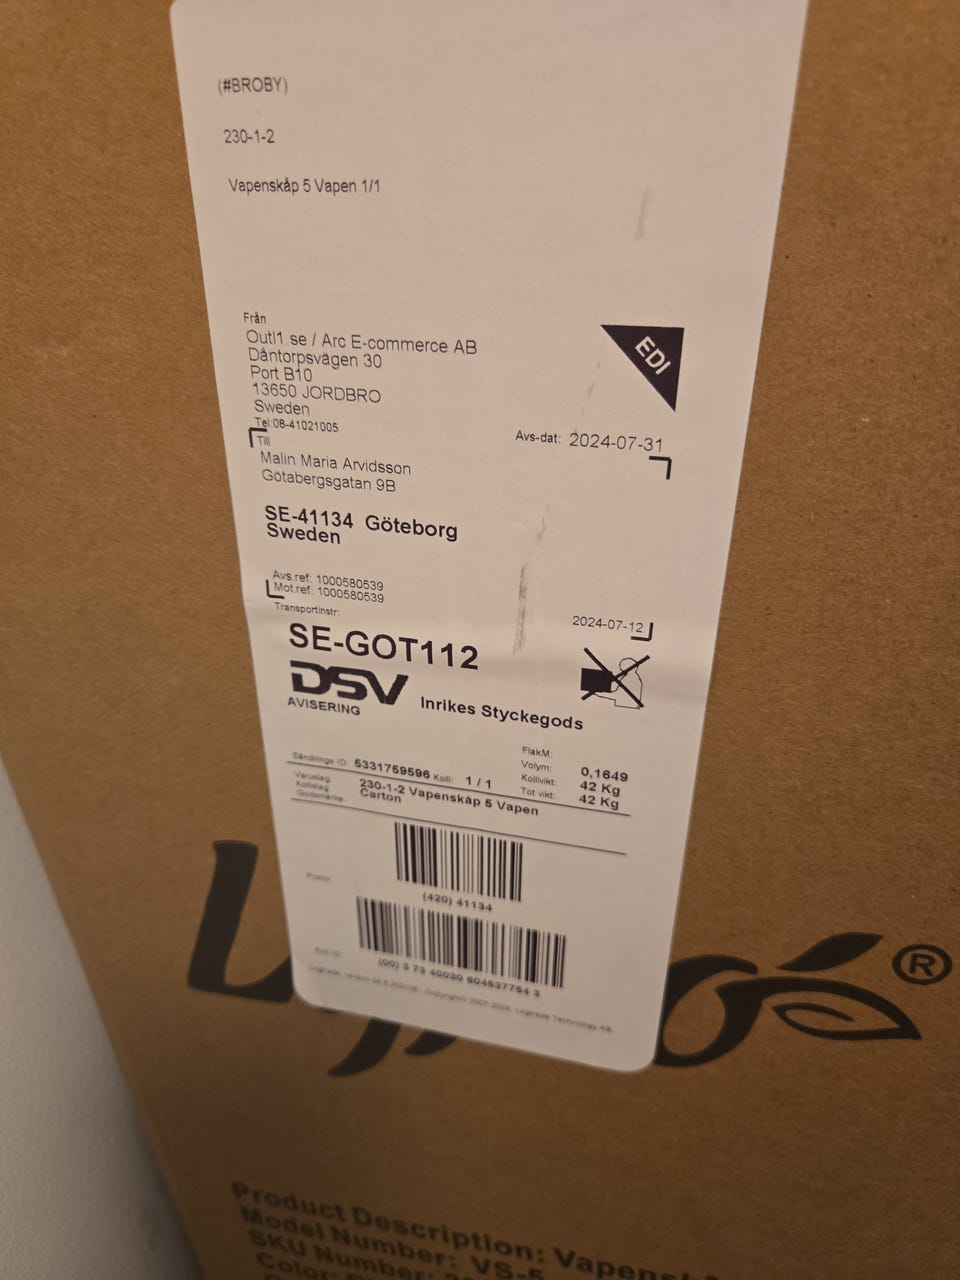 (#BROBY)
230-1-2
Vapenskåp 5 Vapen 1/1
Från
Outl1.se / Arc E-commerce AB
Dåntorpsvägen 30
Port B10
13650 JORDBRO
Sweden
Tel:08-41021005
EDI
Avs-dat: 2024-07-31
Till
Malin Maria Arvidsson
Götabergsgatan 9B
SE-41134 Göteborg
Sweden
Avs.ref: 1000580539
Mot.ref: 1000580539
Transportinstr:
2024-07-12
SE-GOT112
DSV
AVISERING
Inrikes Styckegods
FlakM:
Volym: 0,1649
Kollivikt: 42 Kg
Tot vikt: 42 Kg
Sändnings ID: 5331759596 Kolli: 1 / 1
Varuslag 230-1-2 Vapenskåp 5 Vapen
Kollislag Carton
Godsmärke:
(420) 41134
(00) 3 73 40030 604637754 3
®
Product Description: Vapensk
Model Number: VS-5
SKU Number:
Color: